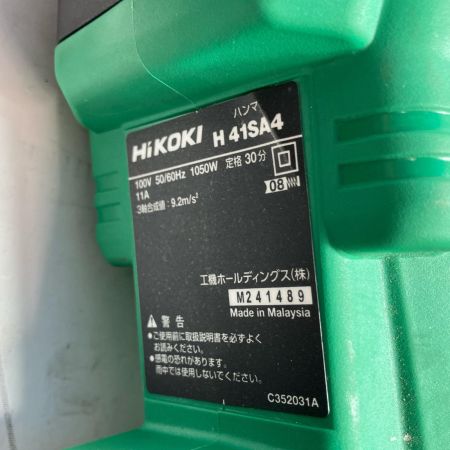 ハンマ
HiKOKI H 41SA4
100V 50/60Hz 1050W 定格 30分
11A
3軸合成値 : 9.2m/s²
08
工機ホールディングス(株)
M241489
Made in Malaysia
警 告
●ご使用前に取扱説明書を必ずよく
お読みください。
●感電の恐れがあります。
雨中では使用しないでください。
C352031A